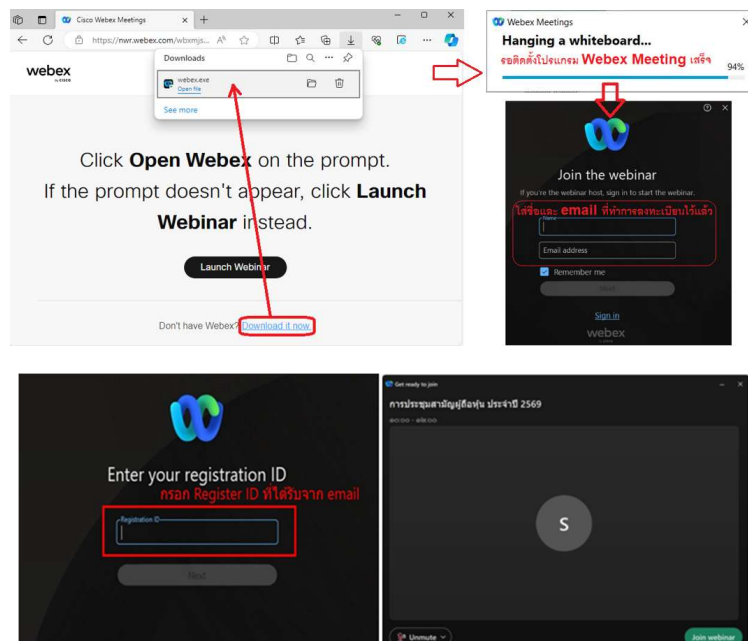 Cisco Webex Meetings
https://nwr.webex.com/wbxmjs...
webex
by CISCO
Downloads
webex.exe
Open file
See more
Click Open Webex on the prompt.
If the prompt doesn't appear, click Launch
Webinar instead.
Launch Webinar
Don't have Webex? Download it now.
Webex Meetings
Hanging a whiteboard...
รอติดตั้งโปรแกรม Webex Meeting เสร็จ
94%
Join the webinar
If you're the webinar host, sign in to start the webinar.
ใส่ชื่อและ email ที่ทำการลงทะเบียนไว้แล้ว
Name
Email address
Remember me
Next
Sign in
webex
Enter your registration ID
กรอก Register ID ที่ได้รับจาก email
Registration ID
Next
Get ready to join
การประชุมสามัญผู้ถือหุ้น ประจำปี 2569
S
Unmute
Join webinar